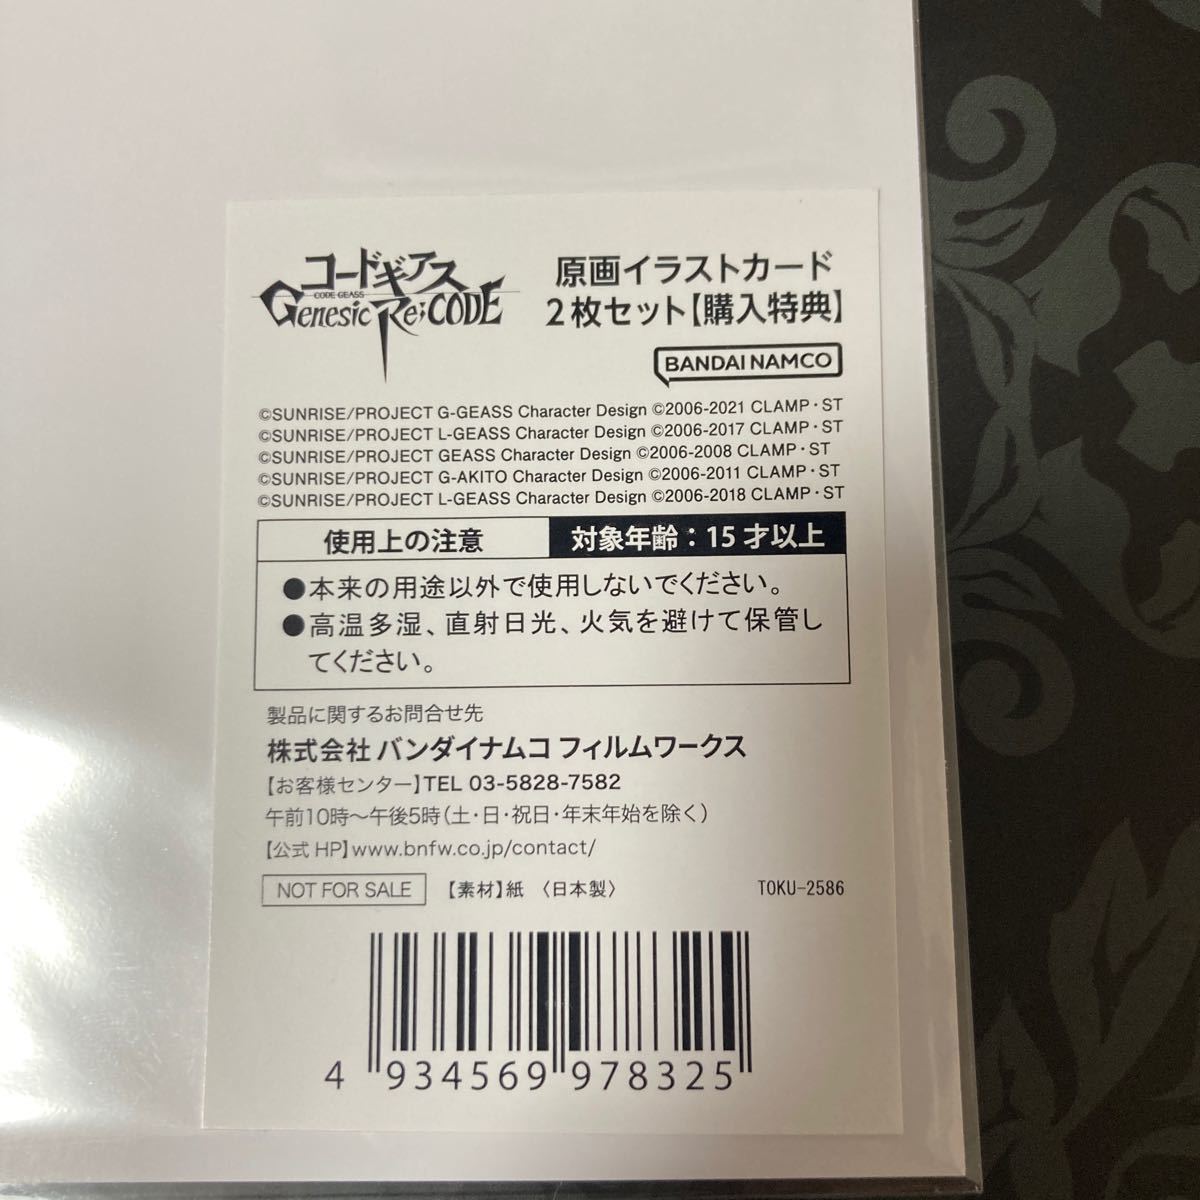 コードギアス
CODE GEASS
Genesic Re;CODE
原画イラストカード
2枚セット【購入特典】
BANDAI NAMCO
©SUNRISE/PROJECT G-GEASS Character Design ©2006-2021 CLAMP・ST
©SUNRISE/PROJECT L-GEASS Character Design ©2006-2017 CLAMP・ST
©SUNRISE/PROJECT GEASS Character Design ©2006-2008 CLAMP・ST
©SUNRISE/PROJECT G-AKITO Character Design ©2006-2011 CLAMP・ST
©SUNRISE/PROJECT L-GEASS Character Design ©2006-2018 CLAMP・ST
使用上の注意
対象年齢：15才以上
●本来の用途以外で使用しないでください。
●高温多湿、直射日光、火気を避けて保管し
てください。
製品に関するお問合せ先
株式会社 バンダイナムコ フィルムワークス
【お客様センター】TEL 03-5828-7582
午前10時～午後5時（土・日・祝日・年末年始を除く）
【公式HP】www.bnfw.co.jp/contact/
NOT FOR SALE 【素材】紙 〈日本製〉 TOKU-2586
4 934569 978325